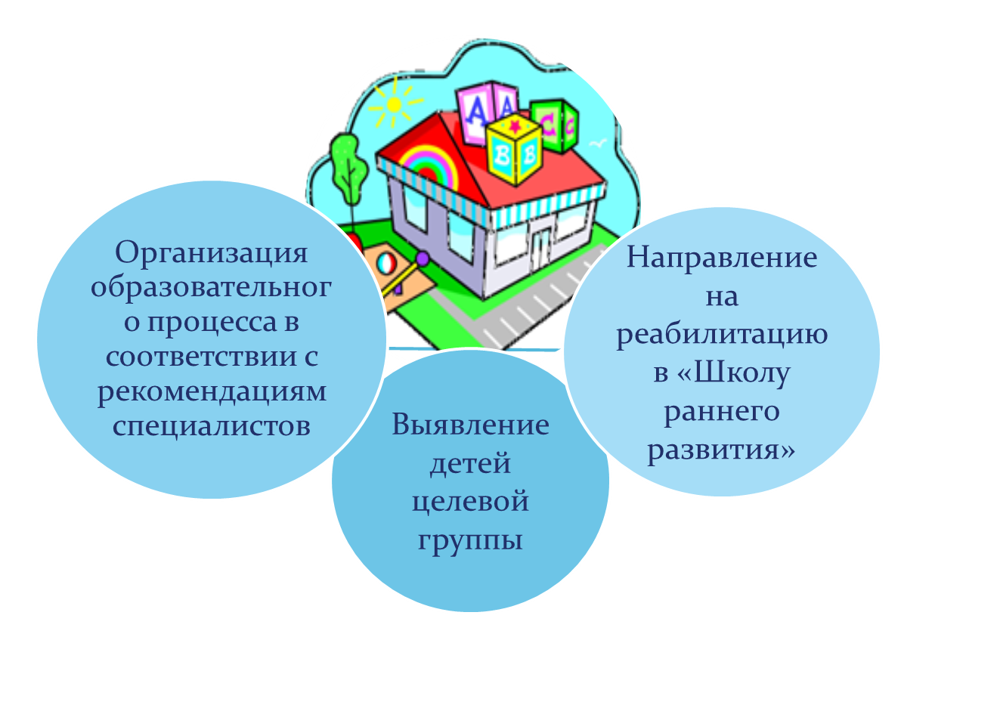 A
A
C
C
B
B
Организация
образовательног
о процесса в
соответствии с
рекомендациям
специалистов
Выявление
детей
целевой
группы
Направление
на
реабилитацию
в «Школу
раннего
развития»